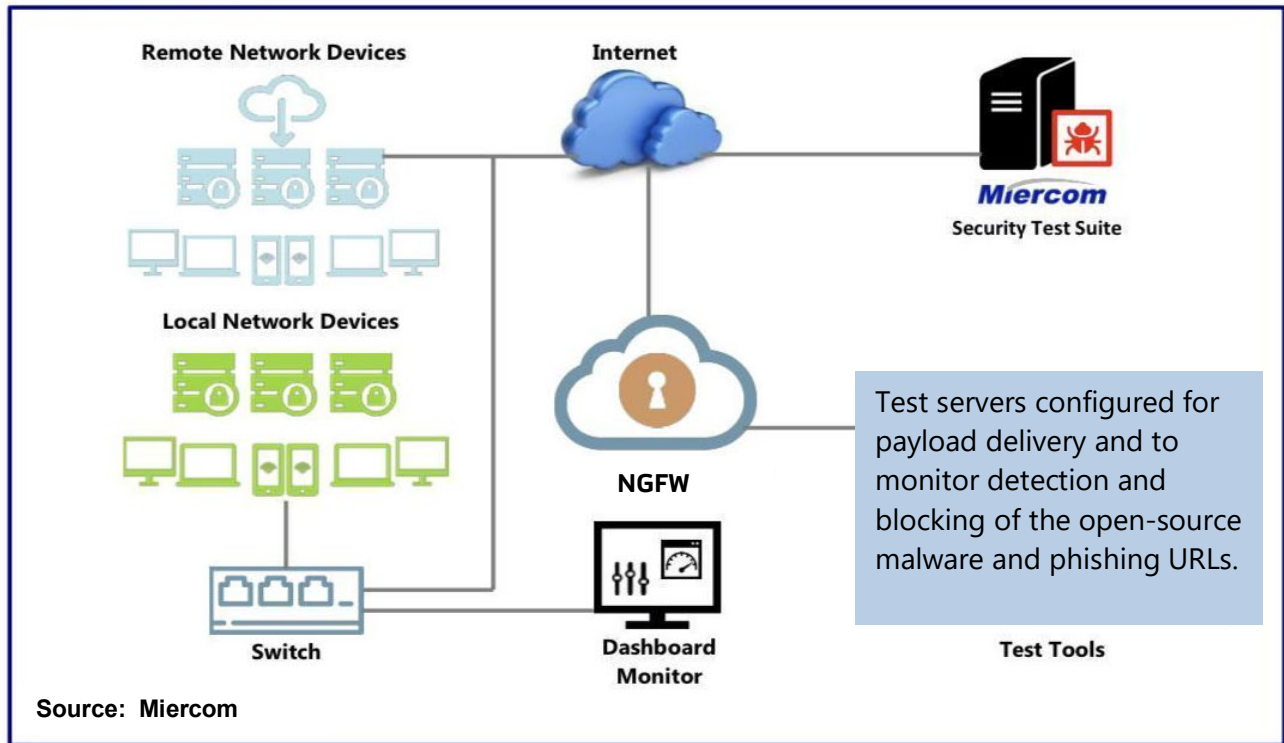 Remote Network Devices
Internet
Miercom
Security Test Suite
Local Network Devices
NGFW
Test servers configured for
payload delivery and to
monitor detection and
blocking of the open-source
malware and phishing URLs.
Switch
Dashboard
Monitor
Test Tools
Source: Miercom